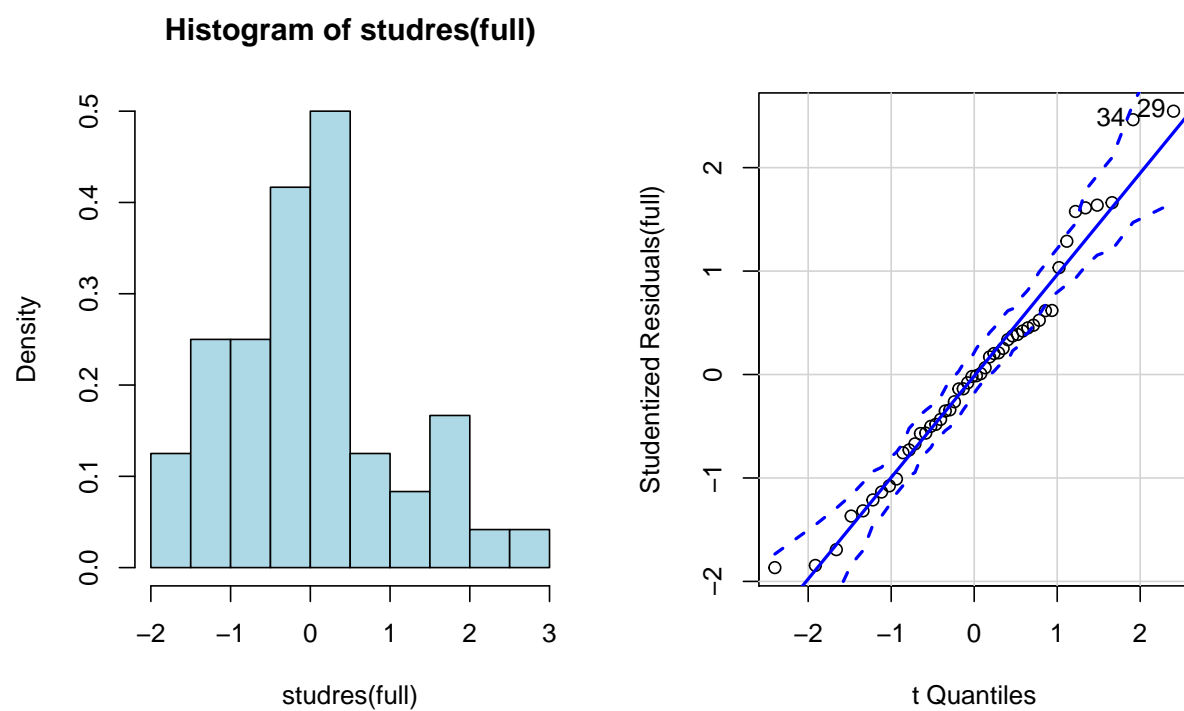 Histogram of studres(full)
Density
0.0 0.1 0.2 0.3 0.4 0.5
−2 −1 0 1 2 3
studres(full)
Studentized Residuals(full)
−2 −1 0 1 2
34 29
−2 −1 0 1 2
t Quantiles